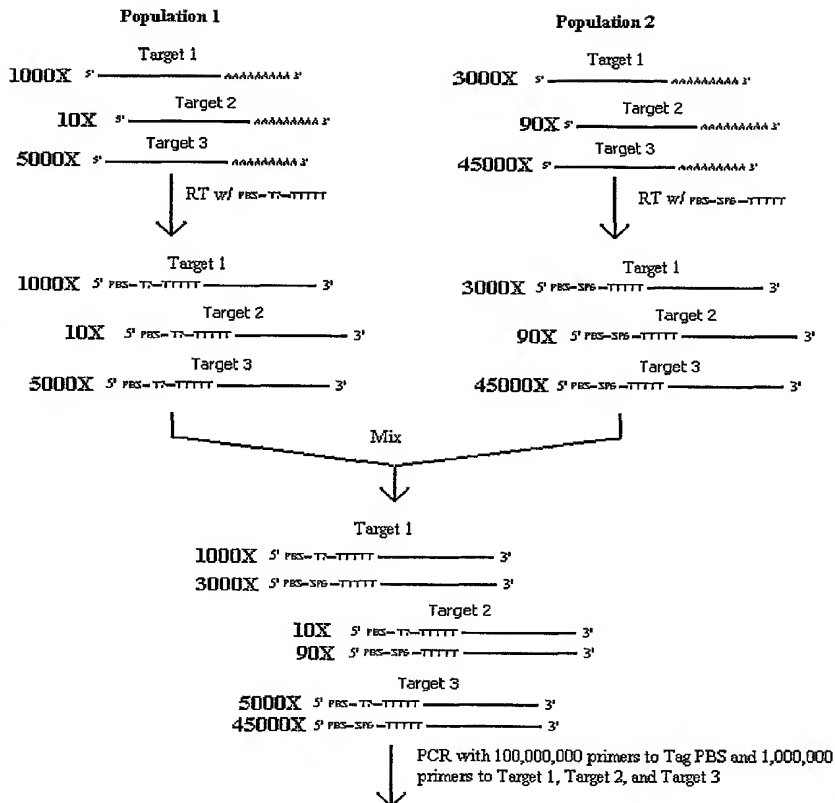 Population 1
Population 2
Target 1
1000X 5' AAAAAAAAA 3'
Target 2
10X 5' AAAAAAAAA 3'
Target 3
5000X 5' AAAAAAAAA 3'
Target 1
3000X 5' AAAAAAAAA 3'
Target 2
90X 5' AAAAAAAAA 3'
Target 3
45000X 5' AAAAAAAAA 3'
RT w/ PBS-T7-TTTTT
RT w/ PBS-SP6-TTTTT
Target 1
1000X 5' PBS-T7-TTTTT 3'
Target 2
10X 5' PBS-T7-TTTTT 3'
Target 3
5000X 5' PBS-T7-TTTTT 3'
Target 1
3000X 5' PBS-SP6-TTTTT 3'
Target 2
90X 5' PBS-SP6-TTTTT 3'
Target 3
45000X 5' PBS-SP6-TTTTT 3'
Mix
Target 1
1000X 5' PBS-T7-TTTTT 3'
3000X 5' PBS-SP6-TTTTT 3'
Target 2
10X 5' PBS-T7-TTTTT 3'
90X 5' PBS-SP6-TTTTT 3'
Target 3
5000X 5' PBS-T7-TTTTT 3'
45000X 5' PBS-SP6-TTTTT 3'
PCR with 100,000,000 primers to Tag PBS and 1,000,000
primers to Target 1, Target 2, and Target 3